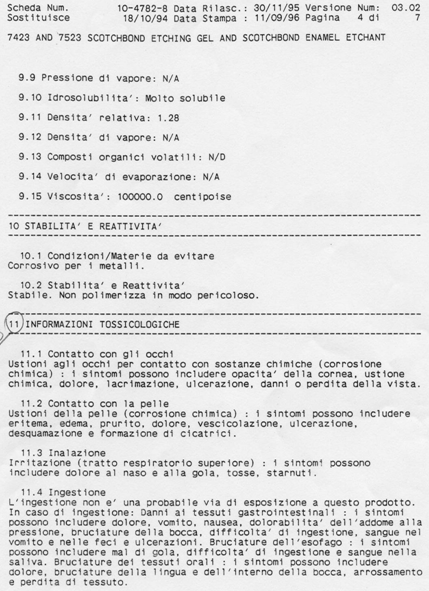 Scheda Num. 10-4782-8 Data Rilasc.: 30/11/95 Versione Num: 03.02
Sostituisce 18/10/94 Data Stampa : 11/09/96 Pagina 4 di 7
7423 AND 7523 SCOTCHBOND ETCHING GEL AND SCOTCHBOND ENAMEL ETCHANT
9.9 Pressione di vapore: N/A
9.10 Idrosolubilita': Molto solubile
9.11 Densita' relativa: 1.28
9.12 Densita' di vapore: N/A
9.13 Composti organici volatili: N/D
9.14 Velocita' di evaporazione: N/A
9.15 Viscosita': 100000.0 centipoise
10 STABILITA' E REATTIVITA'
10.1 Condizioni/Materie da evitare
Corrosivo per i metalli.
10.2 Stabilita' e Reattivita'
Stabile. Non polimerizza in modo pericoloso.
11 INFORMAZIONI TOSSICOLOGICHE
11.1 Contatto con gli occhi
Ustioni agli occhi per contatto con sostanze chimiche (corrosione
chimica) : i sintomi possono includere opacita' della cornea, ustione
chimica, dolore, lacrimazione, ulcerazione, danni o perdita della vista.
11.2 Contatto con la pelle
Ustioni della pelle (corrosione chimica) : i sintomi possono includere
eritema, edema, prurito, dolore, vescicolazione, ulcerazione,
desquamazione e formazione di cicatrici.
11.3 Inalazione
Irritazione (tratto respiratorio superiore) : i sintomi possono
includere dolore al naso e alla gola, tosse, starnuti.
11.4 Ingestione
L'ingestione non e' una probabile via di esposizione a questo prodotto.
In caso di ingestione: Danni ai tessuti gastrointestinali : i sintomi
possono includere dolore, vomito, nausea, dolorabilita' dell'addome alla
pressione, bruciature della bocca, difficolta' di ingestione, sangue nel
vomito e nelle feci e ulcerazioni. Bruciature dell'esofago : i sintomi
possono includere mal di gola, difficolta' di ingestione e sangue nella
saliva. Bruciature dei tessuti orali : i sintomi possono includere
dolore, bruciature della lingua e dell'interno della bocca, arrossamento
e perdita di tessuto.